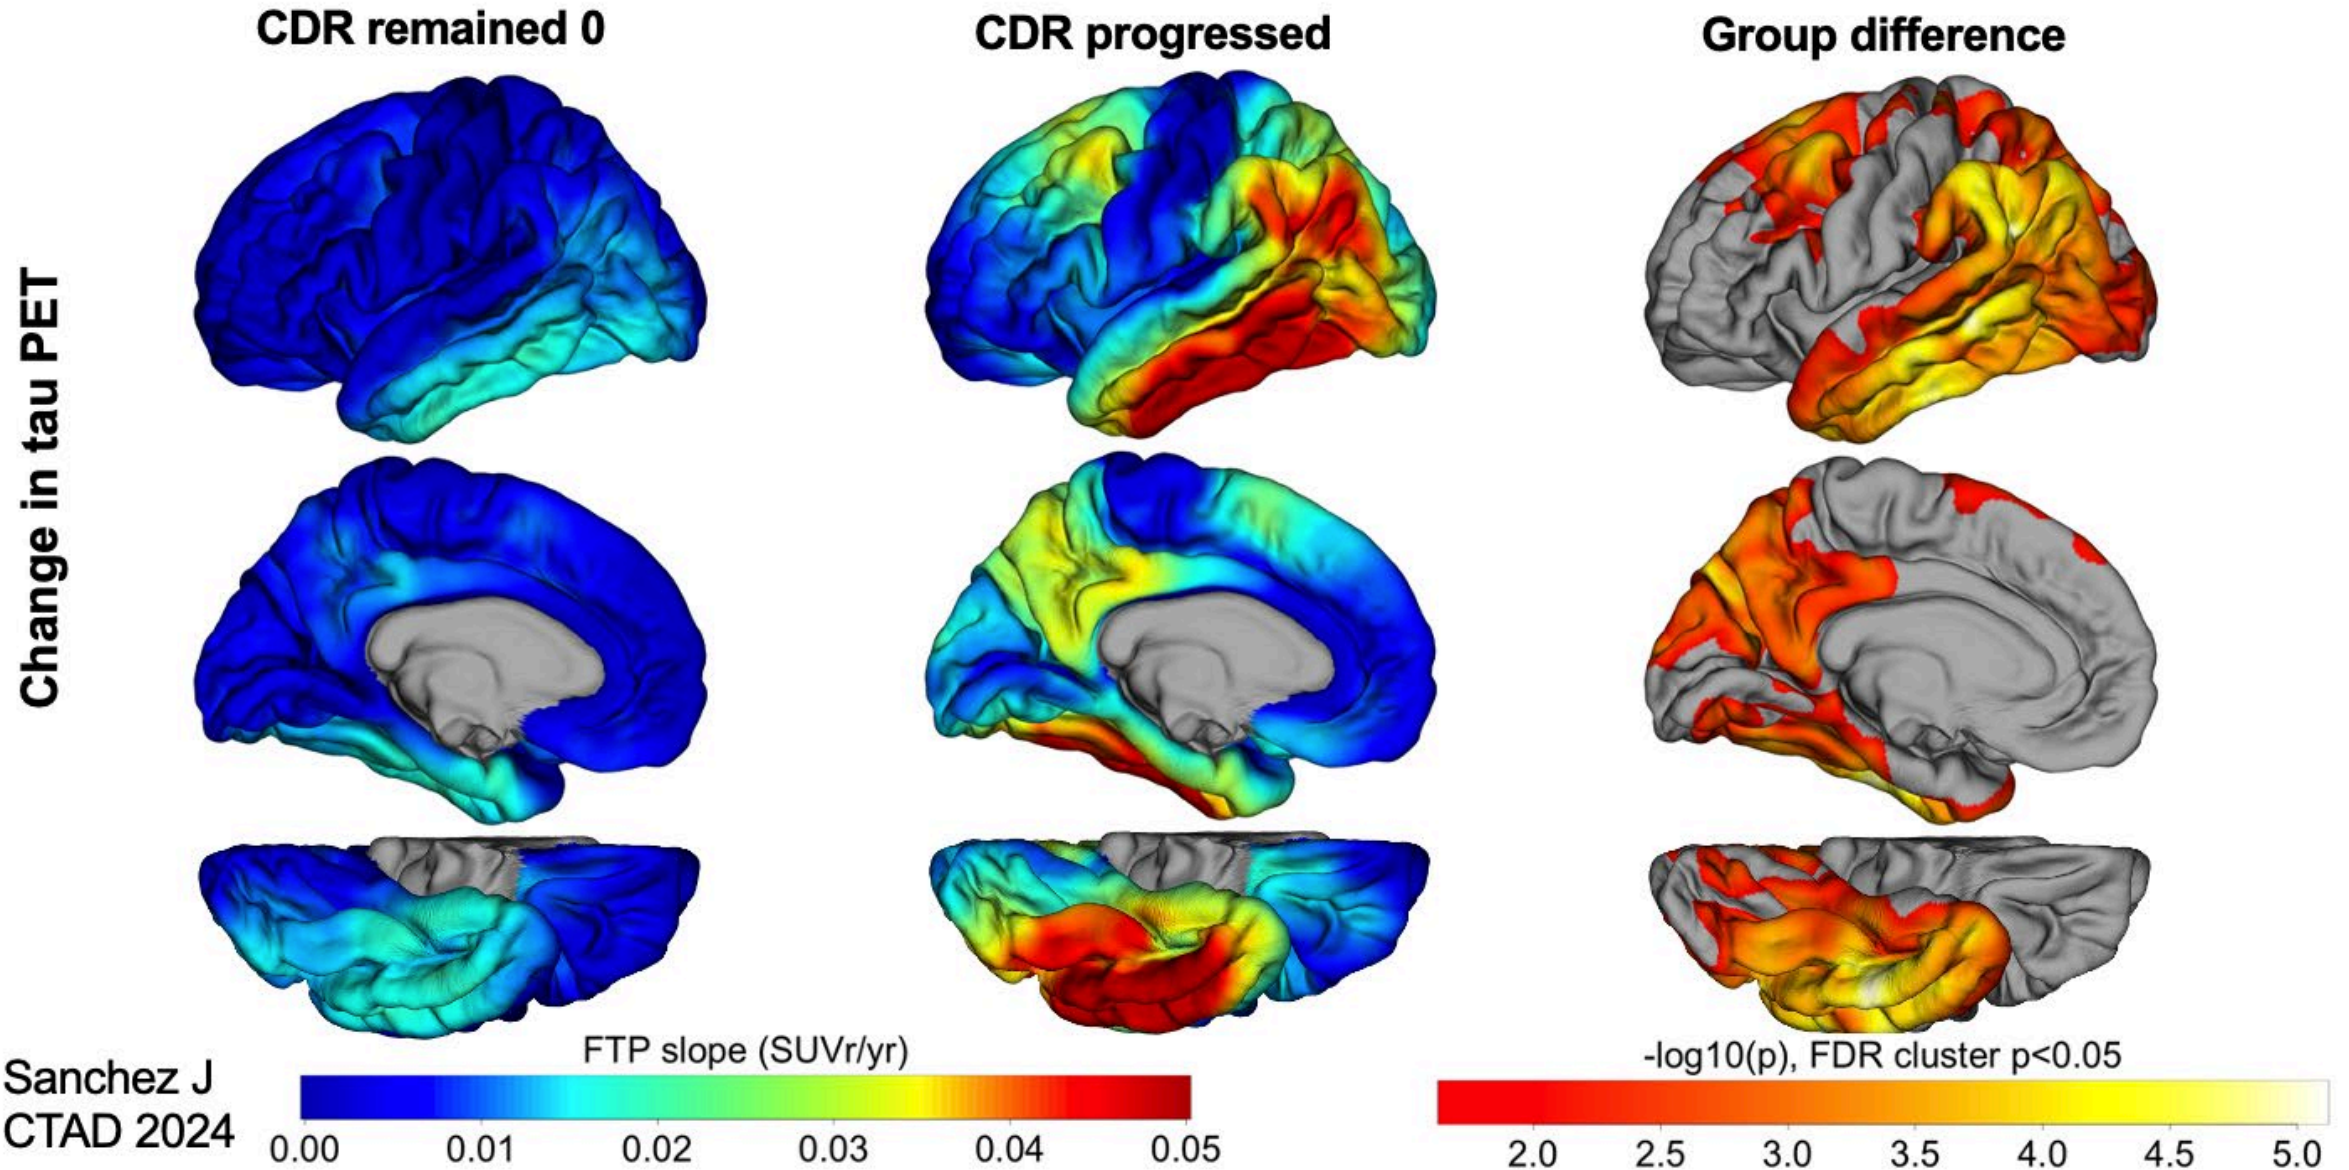 CDR remained 0
CDR progressed
Group difference
Change in tau PET
FTP slope (SUVr/yr)
0.00 0.01 0.02 0.03 0.04 0.05
-log10(p), FDR cluster p<0.05
2.0 2.5 3.0 3.5 4.0 4.5 5.0
Sanchez J
CTAD 2024